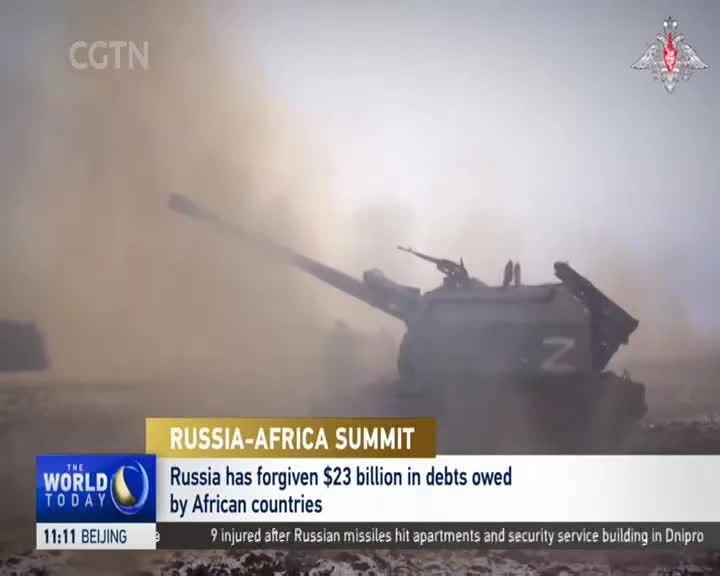 CGTN
Z
RUSSIA-AFRICA SUMMIT
Russia has forgiven $23 billion in debts owed
by African countries
THE
WORLD
TODAY
11:11 BEIJING
a 9 injured after Russian missiles hit apartments and security service building in Dnipro